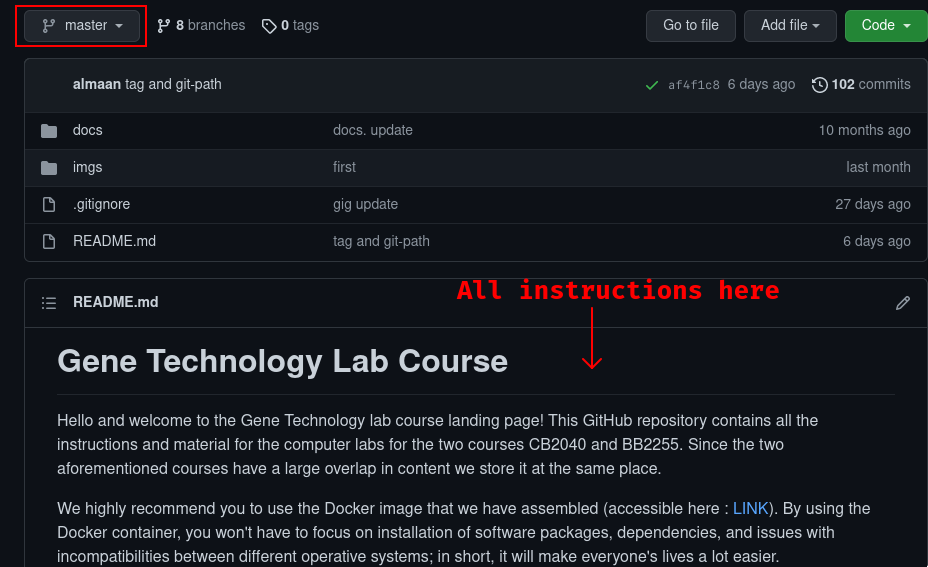 master 8 branches 0 tags Go to file Add file Code
almaan tag and git-path af4f1c8 6 days ago 102 commits
docs docs. update 10 months ago
imgs first last month
.gitignore gig update 27 days ago
README.md tag and git-path 6 days ago
All instructions here
README.md
Gene Technology Lab Course
Hello and welcome to the Gene Technology lab course landing page! This GitHub repository contains all the
instructions and material for the computer labs for the two courses CB2040 and BB2255. Since the two
aforementioned courses have a large overlap in content we store it at the same place.
We highly recommend you to use the Docker image that we have assembled (accessible here : LINK). By using the
Docker container, you won't have to focus on installation of software packages, dependencies, and issues with
incompatibilities between different operative systems; in short, it will make everyone's lives a lot easier.